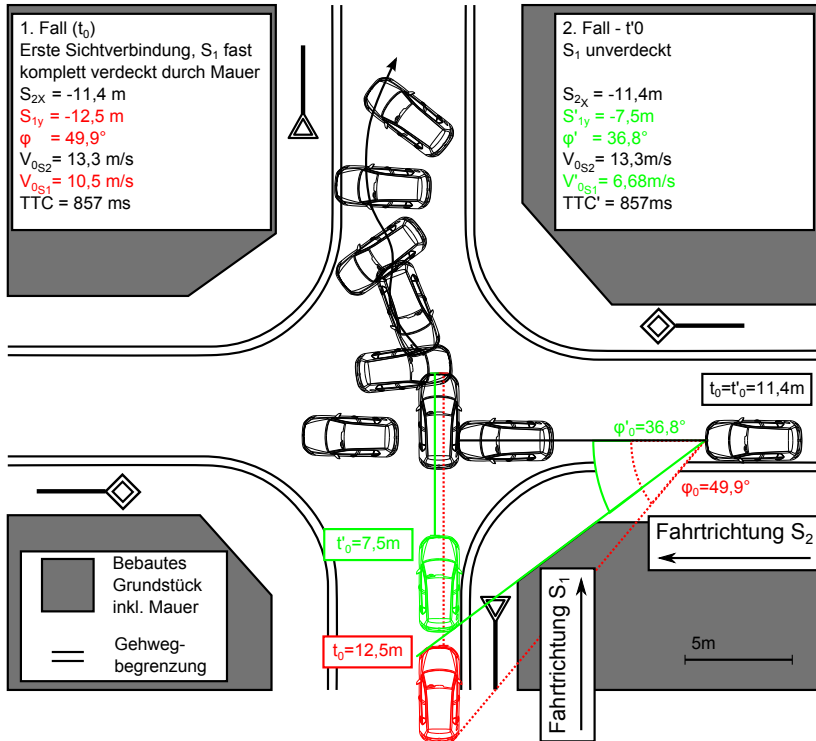 1. Fall (t₀)
Erste Sichtverbindung, S₁ fast
komplett verdeckt durch Mauer
S₂ₓ = -11,4 m
S₁ᵧ = -12,5 m
φ = 49,9°
V₀S₂= 13,3 m/s
V₀S₁= 10,5 m/s
TTC = 857 ms
2. Fall - t'0
S₁ unverdeckt
S₂ₓ = -11,4m
S'₁ᵧ = -7,5m
φ' = 36,8°
V₀S₂= 13,3m/s
V'₀S₁= 6,68m/s
TTC' = 857ms
t₀=t'₀=11,4m
φ'₀=36,8°
φ₀=49,9°
Fahrtrichtung S₂
t'₀=7,5m
Fahrtrichtung S₁
t₀=12,5m
5m
Bebautes
Grundstück
inkl. Mauer
Gehweg-
begrenzung